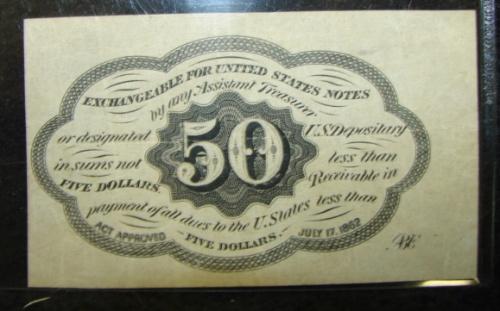 EXCHANGEABLE FOR UNITED STATES NOTES
by any Assistant Treasurer
or designated U.S. Depositary
in sums not less than
FIVE DOLLARS. Receivable in
payment of all dues to the U. States less than
FIVE DOLLARS.
50
ACT APPROVED JULY 17, 1862